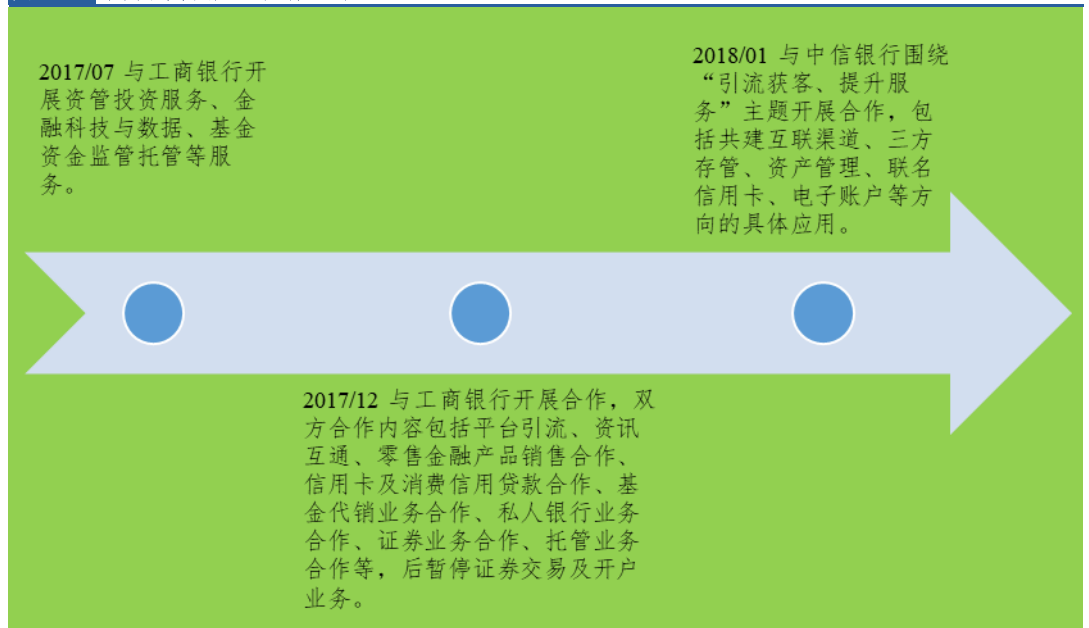 2017/07 与工商银行开
展资管投资服务、金
融科技与数据、基金
资金监管托管等服
务。
2017/12 与工商银行开展合作，双
方合作内容包括平台引流、资讯
互通、零售金融产品销售合作、
信用卡及消费信用贷款合作、基
金代销业务合作、私人银行业务
合作、证券业务合作、托管业务
合作等，后暂停证券交易及开户
业务。
2018/01 与中信银行围绕
“引流获客、提升服
务”主题开展合作，包
括共建互联渠道、三方
存管、资产管理、联名
信用卡、电子账户等方
向的具体应用。